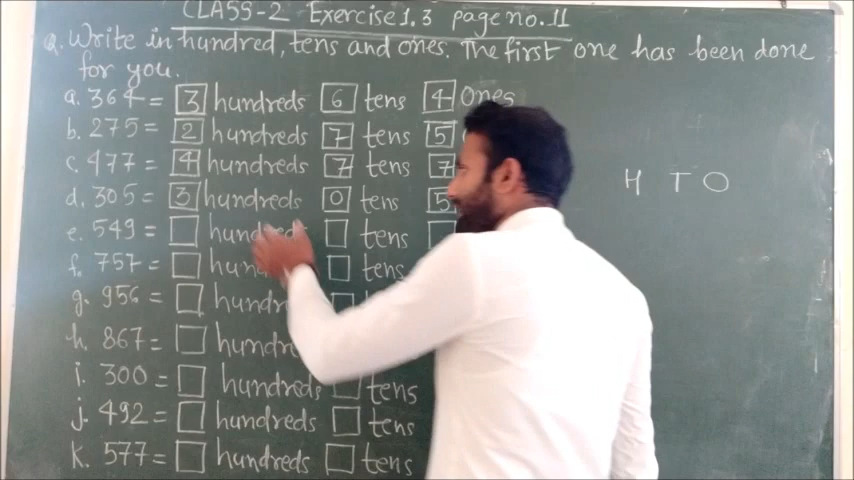 CLASS-2 Exercise 1.3 page no. 11
Q. Write in hundred, tens and ones. The first one has been done
for you.
a. 364 = 3 hundreds 6 tens 4 Ones
b. 275 = 2 hundreds 7 tens 5
c. 477 = 4 hundreds 7 tens 7
d. 305 = 3 hundreds 0 tens 5
H T O
e. 549 = hundreds tens
f. 757 = tens
g. 956 =
h. 867 =
i. 300 = hundreds tens
j. 492 = hundreds tens
k. 577 = hundreds tens